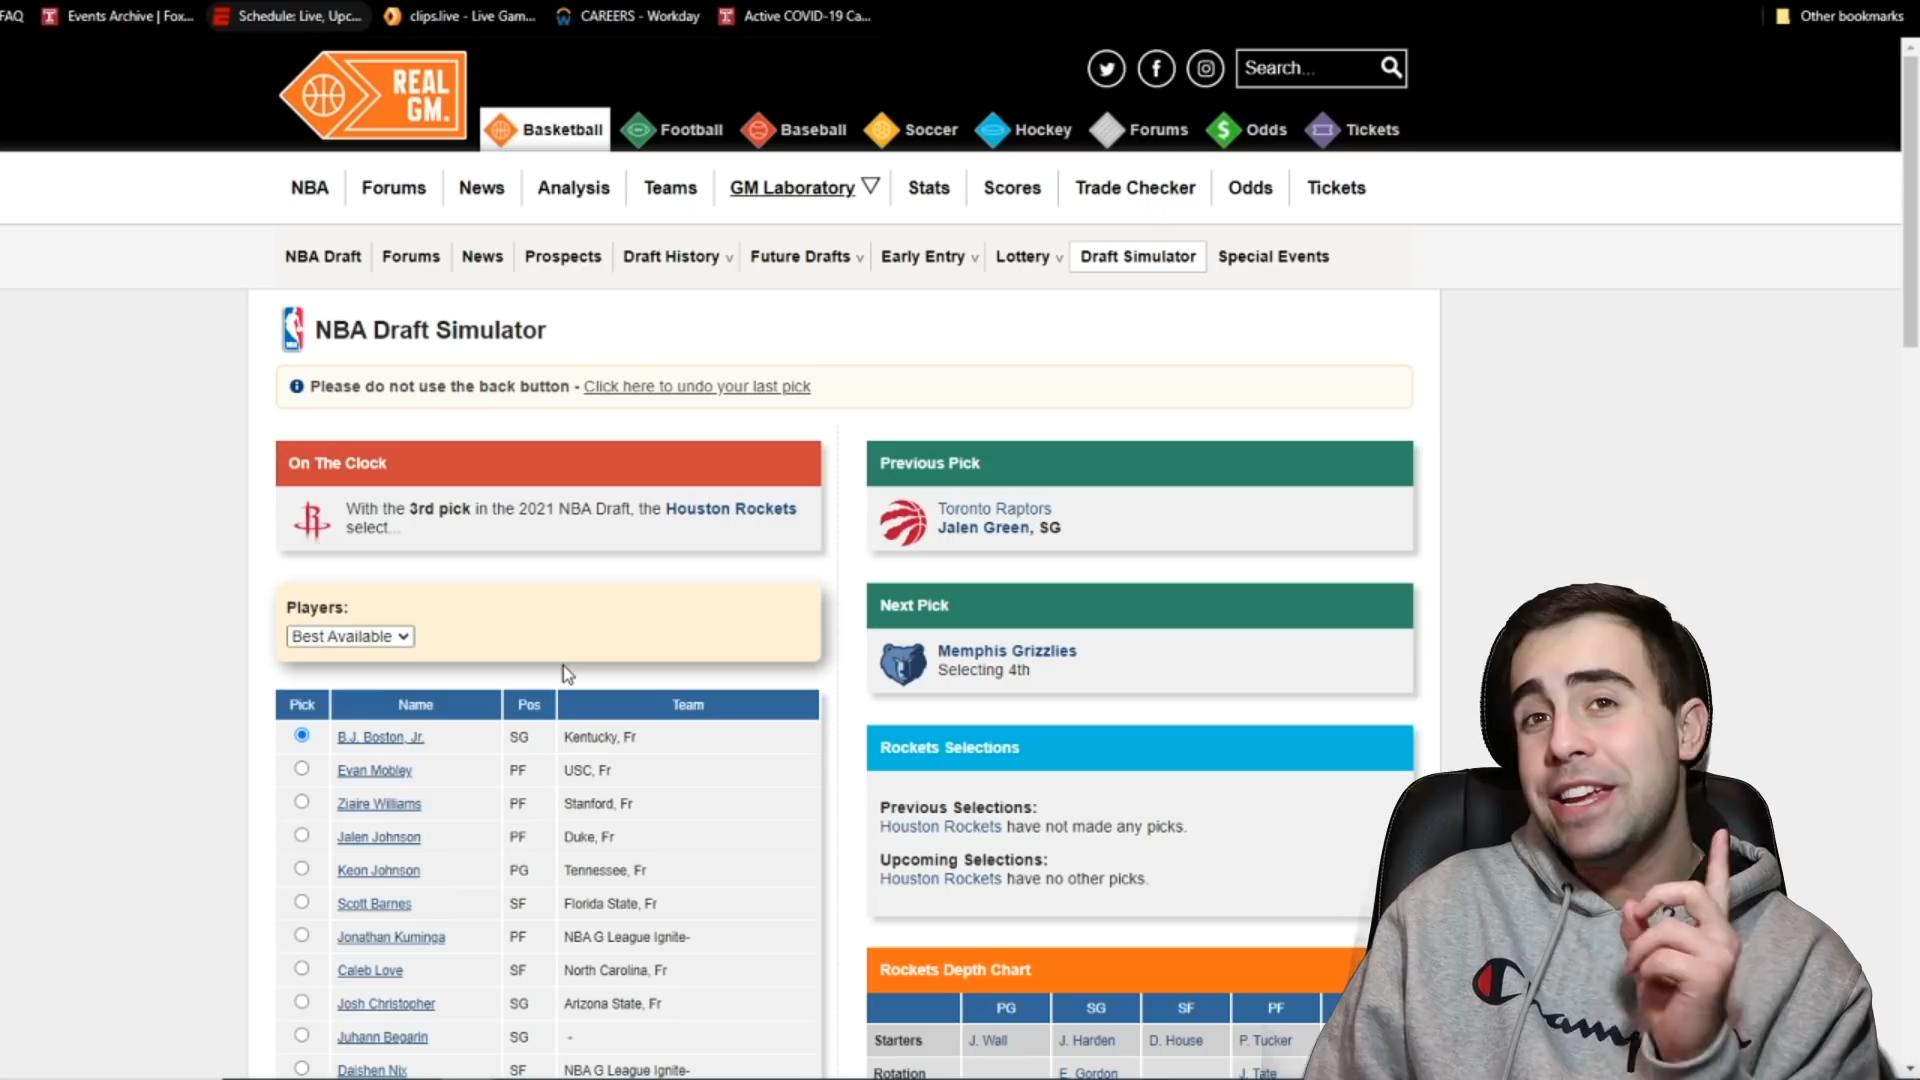 FAQ
Events Archive | Fox...
Schedule: Live, Upc...
clips.live - Live Gam...
CAREERS - Workday
Active COVID-19 Ca...
Other bookmarks
REAL
GM.
Search...
Basketball
Football
Baseball
Soccer
Hockey
Forums
Odds
Tickets
NBA
Forums
News
Analysis
Teams
GM Laboratory
Stats
Scores
Trade Checker
Odds
Tickets
NBA Draft
Forums
News
Prospects
Draft History
Future Drafts
Early Entry
Lottery
Draft Simulator
Special Events
NBA Draft Simulator
Please do not use the back button - Click here to undo your last pick
On The Clock
With the 3rd pick in the 2021 NBA Draft, the Houston Rockets
select...
Previous Pick
Toronto Raptors
Jalen Green, SG
Players:
Best Available
Next Pick
Memphis Grizzlies
Selecting 4th
Pick Name Pos Team
B.J. Boston, Jr. SG Kentucky, Fr
Evan Mobley PF USC, Fr
Ziaire Williams PF Stanford, Fr
Jalen Johnson PF Duke, Fr
Keon Johnson PG Tennessee, Fr
Scott Barnes SF Florida State, Fr
Jonathan Kuminga PF NBA G League Ignite-
Caleb Love SF North Carolina, Fr
Josh Christopher SG Arizona State, Fr
Juhann Begarin SG -
Daishen Nix SF NBA G League Ignite-
Rockets Selections
Previous Selections:
Houston Rockets have not made any picks.
Upcoming Selections:
Houston Rockets have no other picks.
Rockets Depth Chart
PG SG SF PF
Starters J. Wall J. Harden D. House P. Tucker
Rotation E. Gordon J. Tate